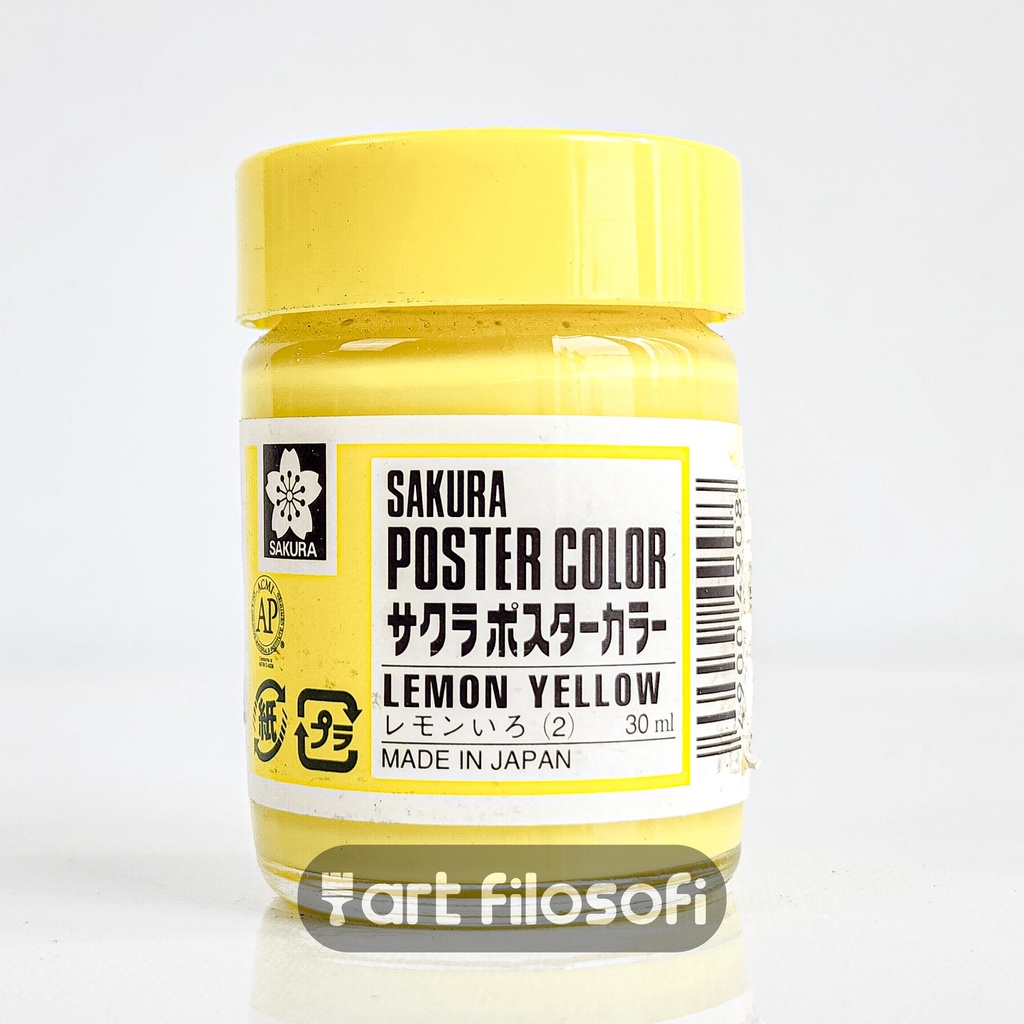 SAKURA
ACMI
AP
紙
プラ
SAKURA
POSTER COLOR
サクラポスターカラー
LEMON YELLOW
レモンいろ (2) 30 ml
MADE IN JAPAN
art filosofi